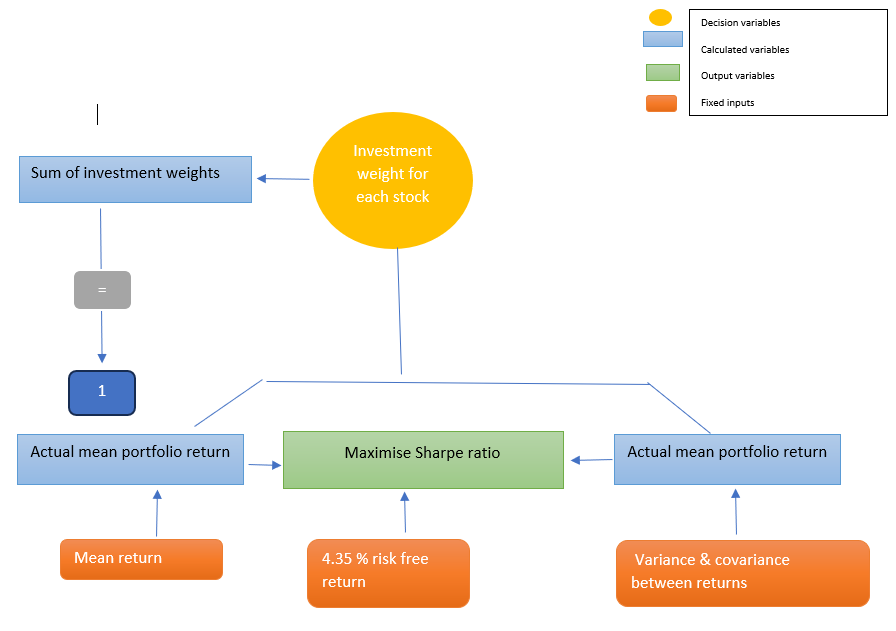 Decision variables
Calculated variables
Output variables
Fixed inputs
Investment
weight for
each stock
Sum of investment weights
=
1
Actual mean portfolio return
Maximise Sharpe ratio
Actual mean portfolio return
Mean return
4.35 % risk free
return
Variance & covariance
between returns